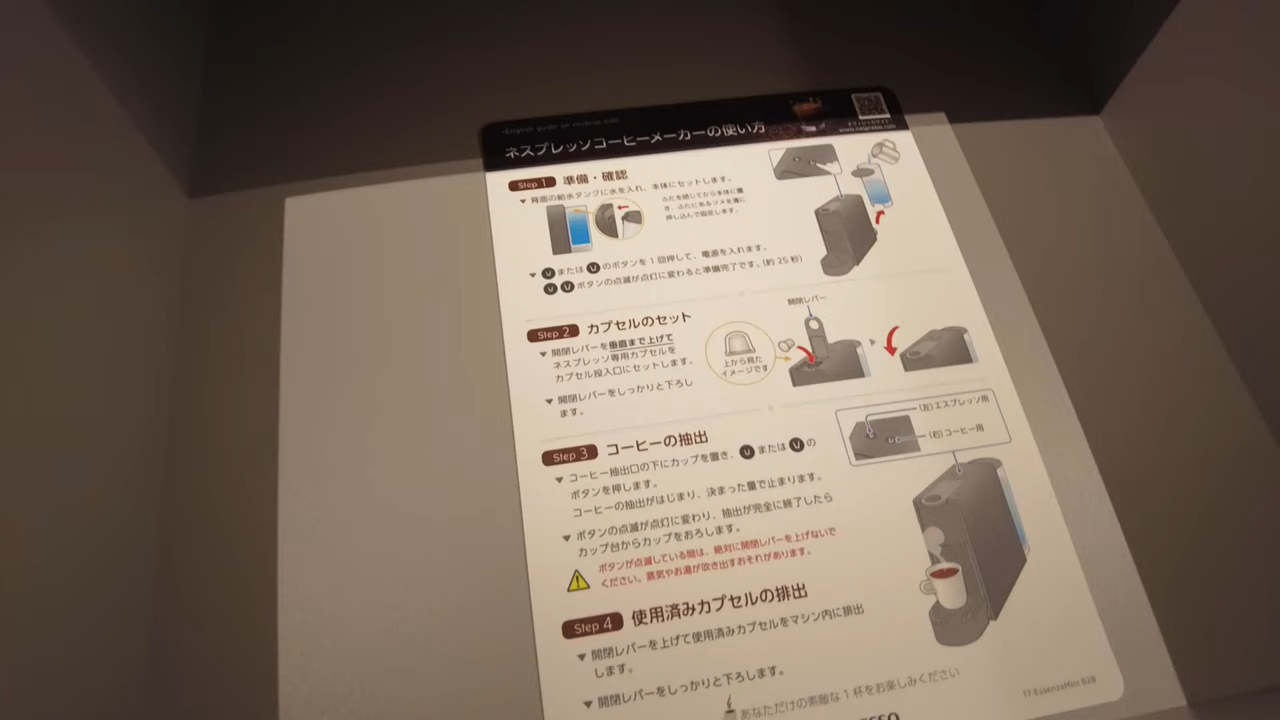 ・English guide on reverse side
ネスプレッソコーヒーメーカーの使い方
オフィシャルサイト
www.nespresso.com
Step 1 準備・確認
▼ 背面の給水タンクに水を入れ、本体にセットします。
ふたを閉じてから本体に置
き、ふたにあるツメを溝に
押し込んで固定します。
▼ または のボタンを 1 回押して、電源を入れます。
ボタンの点滅が点灯に変わると準備完了です。(約 25 秒)
Step 2 カプセルのセット
▼ 開閉レバーを垂直まで上げて
ネスプレッソ専用カプセルを
カプセル投入口にセットします。
▼ 開閉レバーをしっかりと下ろし
ます。
開閉レバー
上から見た
イメージです
Step 3 コーヒーの抽出
▼ コーヒー抽出口の下にカップを置き、 または の
ボタンを押します。
コーヒーの抽出がはじまり、決まった量で止まります。
▼ ボタンの点滅が点灯に変わり、抽出が完全に終了したら
カップ台からカップをおろします。
ボタンが点滅している間は、絶対に開閉レバーを上げないで
ください。蒸気やお湯が吹き出すおそれがあります。
(左)エスプレッソ用
(右)コーヒー用
Step 4 使用済みカプセルの排出
▼ 開閉レバーを上げて使用済みカプセルをマシン内に排出
します。
▼ 開閉レバーをしっかりと下ろします。
あなただけの素敵な 1 杯をお楽しみください
17-EssenzaMini B2B